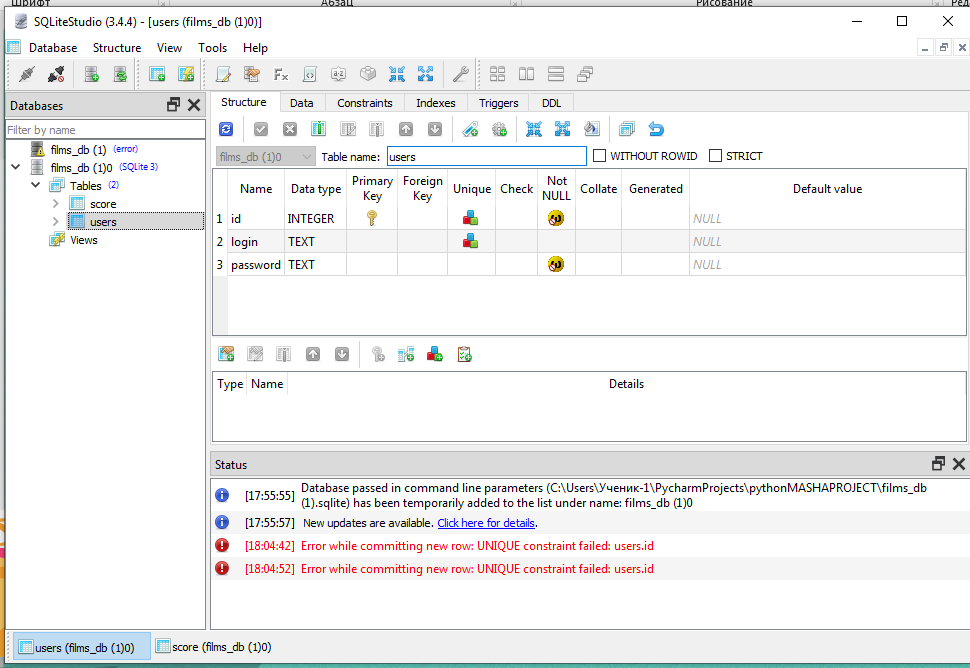 Шрифт
Абзац
Рисование
SQLiteStudio (3.4.4) - [users (films_db (1)0)]
Database Structure View Tools Help
Databases
Filter by name
films_db (1) (error)
films_db (1)0 (SQLite 3)
Tables (2)
score
users
Views
Structure Data Constraints Indexes Triggers DDL
films_db (1)0 Table name: users WITHOUT ROWID STRICT
Name Data type Primary Key Foreign Key Unique Check Not NULL Collate Generated Default value
1 id INTEGER NULL
2 login TEXT NULL
3 password TEXT NULL
Type Name Details
Status
[17:55:55] Database passed in command line parameters (C:\Users\Ученик-1\PycharmProjects\pythonMASHAPROJECT\films_db
(1).sqlite) has been temporarily added to the list under name: films_db (1)0
[17:55:57] New updates are available. Click here for details.
[18:04:42] Error while committing new row: UNIQUE constraint failed: users.id
[18:04:52] Error while committing new row: UNIQUE constraint failed: users.id
users (films_db (1)0) score (films_db (1)0)